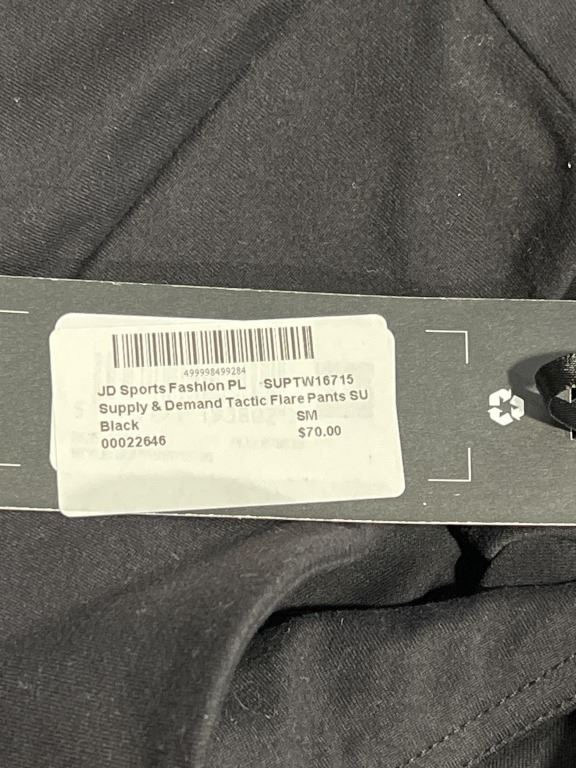 499998499284
JD Sports Fashion PL SUPTW16715
Supply & Demand Tactic Flare Pants SU
Black SM
00022646 $70.00